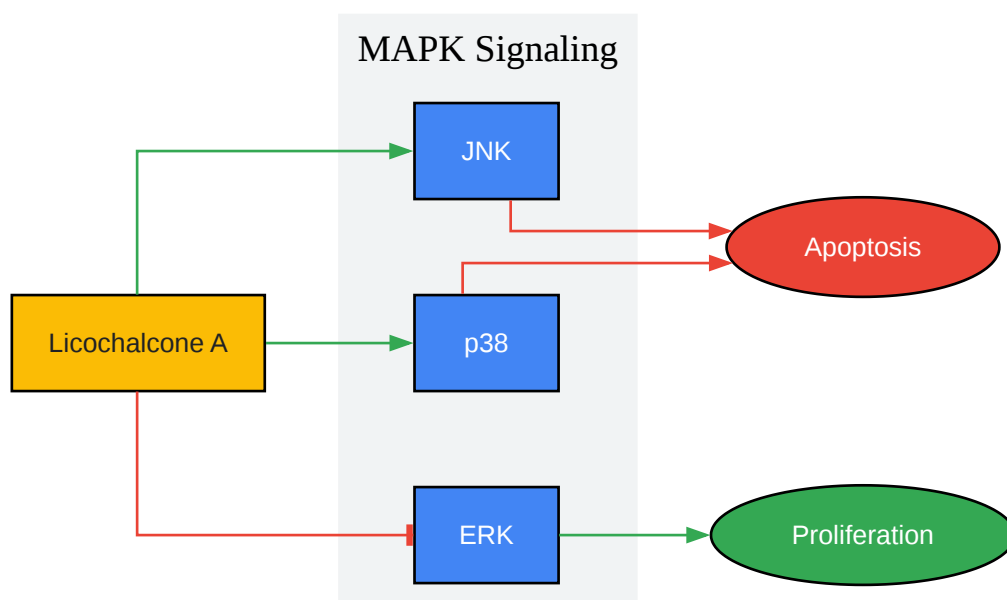 MAPK Signaling
JNK
Apoptosis
Licochalcone A
p38
ERK
Proliferation